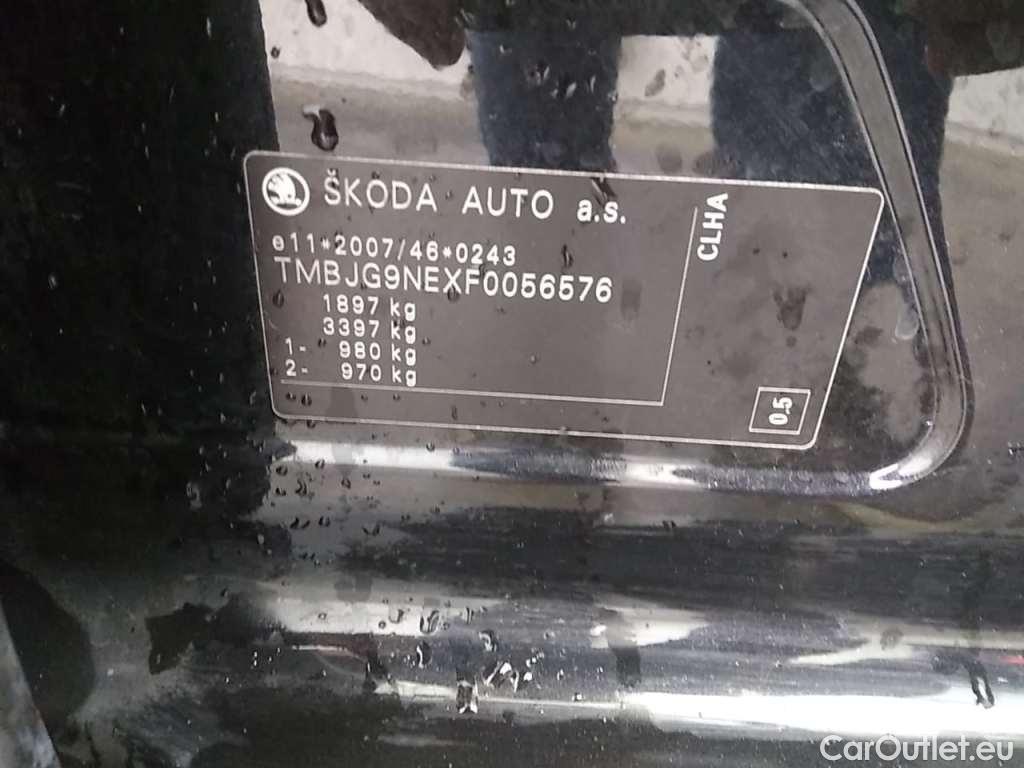 ŠKODA AUTO a.s.
e11*2007/46*0243
TMBJG9NEXF0056576
1897 kg
3397 kg
1- 980 kg
2- 970 kg
CLHA
0.5
CarOutlet.eu